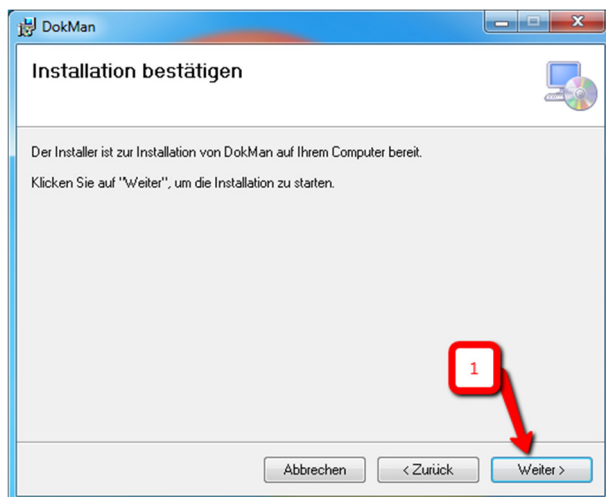 DokMan
Installation bestätigen
Der Installer ist zur Installation von DokMan auf Ihrem Computer bereit.
Klicken Sie auf "Weiter", um die Installation zu starten.
1
Abbrechen < Zurück Weiter >